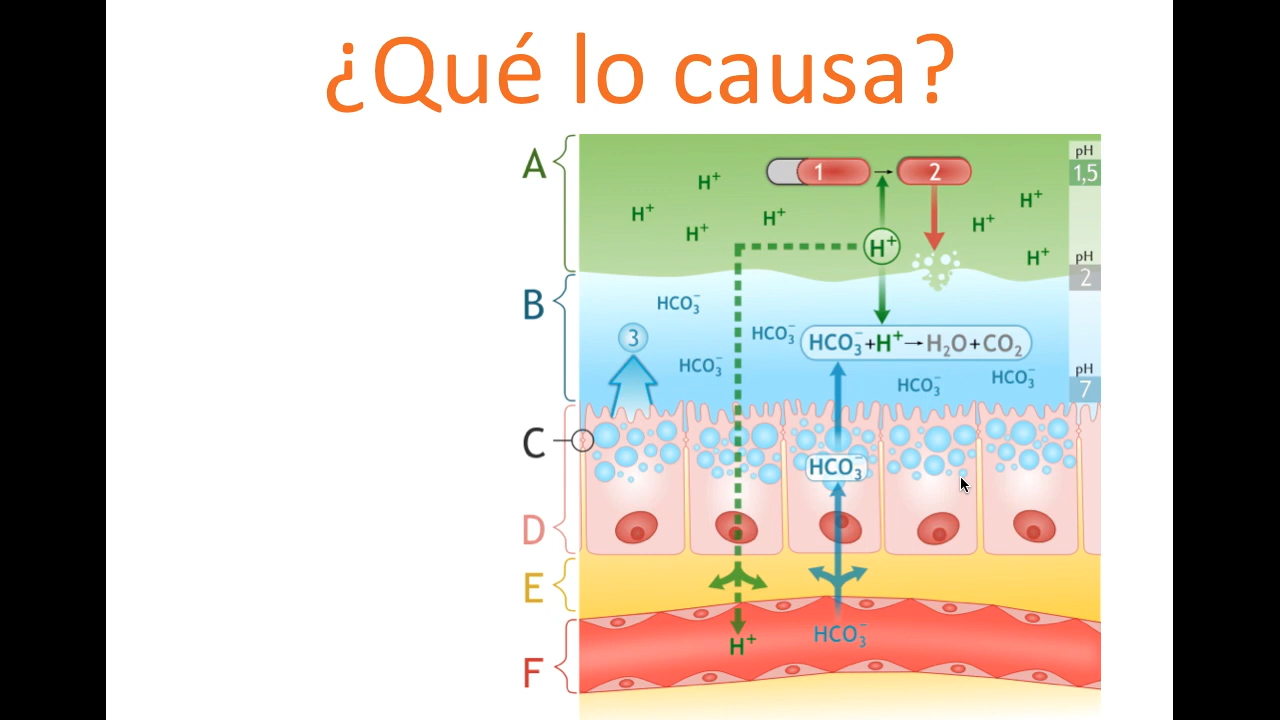 ¿Qué lo causa?
A
B
C
D
E
F
1
2
3
pH
1,5
pH
2
pH
7
H⁺
H⁺
H⁺
H⁺
H⁺
H⁺
H⁺
H⁺
HCO₃⁻
HCO₃⁻
HCO₃⁻
HCO₃⁻+H⁺→H₂O+CO₂
HCO₃⁻
HCO₃⁻
HCO₃⁻
HCO₃⁻
H⁺